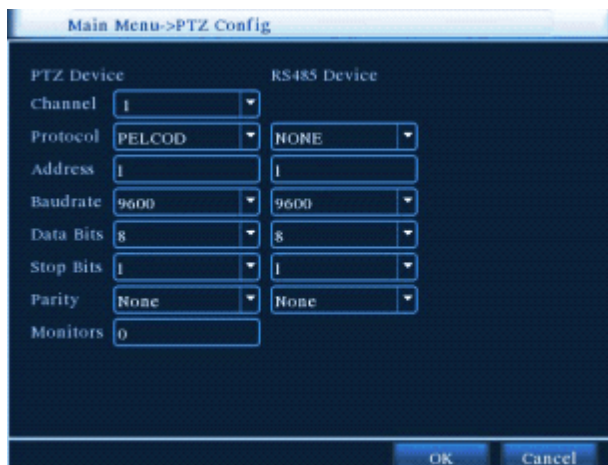 Main Menu->PTZ Config
PTZ Device RS485 Device
Channel 1
Protocol PELCOD NONE
Address 1 1
Baudrate 9600 9600
Data Bits 8 8
Stop Bits 1 1
Parity None None
Monitors 0
OK Cancel